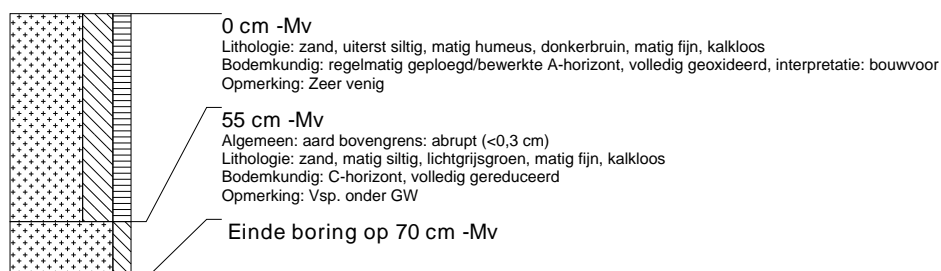 0 cm -Mv
Lithologie: zand, uiterst siltig, matig humeus, donkerbruin, matig fijn, kalkloos
Bodemkundig: regelmatig geploegd/bewerkte A-horizont, volledig geoxideerd, interpretatie: bouwvoor
Opmerking: Zeer venig
55 cm -Mv
Algemeen: aard bovengrens: abrupt (<0,3 cm)
Lithologie: zand, matig siltig, lichtgrijsgroen, matig fijn, kalkloos
Bodemkundig: C-horizont, volledig gereduceerd
Opmerking: Vsp. onder GW
Einde boring op 70 cm -Mv